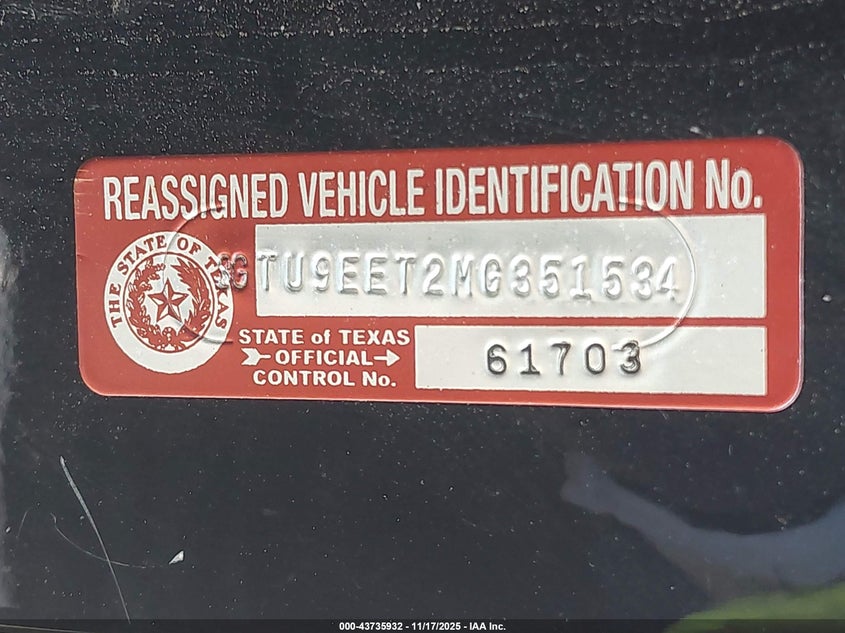 REASSIGNED VEHICLE IDENTIFICATION No.
3GTU9EET2MG351534
THE STATE OF TEXAS
STATE of TEXAS
OFFICIAL
CONTROL No.
61703
000-43735932 - 11/17/2025 - IAA Inc.